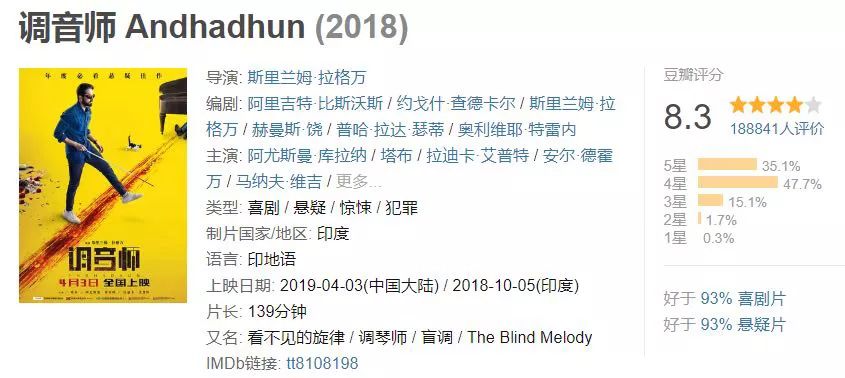 调音师 Andhadhun (2018)
年度必看悬疑佳作
调音师
4月3日 全国上映
导演: 斯里兰姆·拉格万
编剧: 阿里吉特·比斯沃斯 / 约戈什·查德卡尔 / 斯里兰姆·拉
格万 / 赫曼斯·饶 / 普哈·拉达·瑟蒂 / 奥利维耶·特雷内
主演: 阿尤斯曼·库拉纳 / 塔布 / 拉迪卡·艾普特 / 安尔·德霍
万 / 马纳夫·维吉 / 更多...
类型: 喜剧 / 悬疑 / 惊悚 / 犯罪
制片国家/地区: 印度
语言: 印地语
上映日期: 2019-04-03(中国大陆) / 2018-10-05(印度)
片长: 139分钟
又名: 看不见的旋律 / 调琴师 / 盲调 / The Blind Melody
IMDb链接: tt8108198
豆瓣评分
8.3
188841人评价
5星 35.1%
4星 47.7%
3星 15.1%
2星 1.7%
1星 0.3%
好于 93% 喜剧片
好于 93% 悬疑片